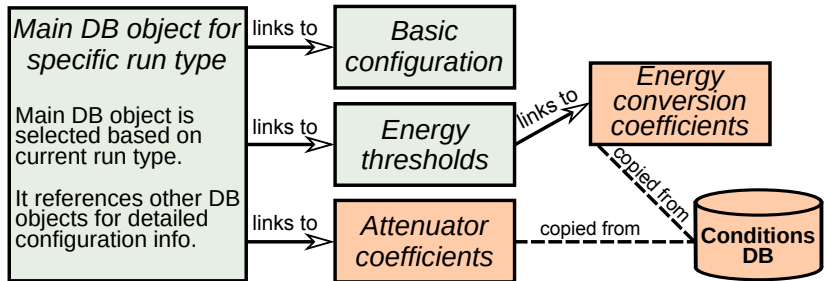 Main DB object for
specific run type
Main DB object is
selected based on
current run type.
It references other DB
objects for detailed
configuration info.
links to
Basic
configuration
links to
Energy
thresholds
links to
Energy
conversion
coefficients
links to
Attenuator
coefficients
copied from
copied from
Conditions
DB